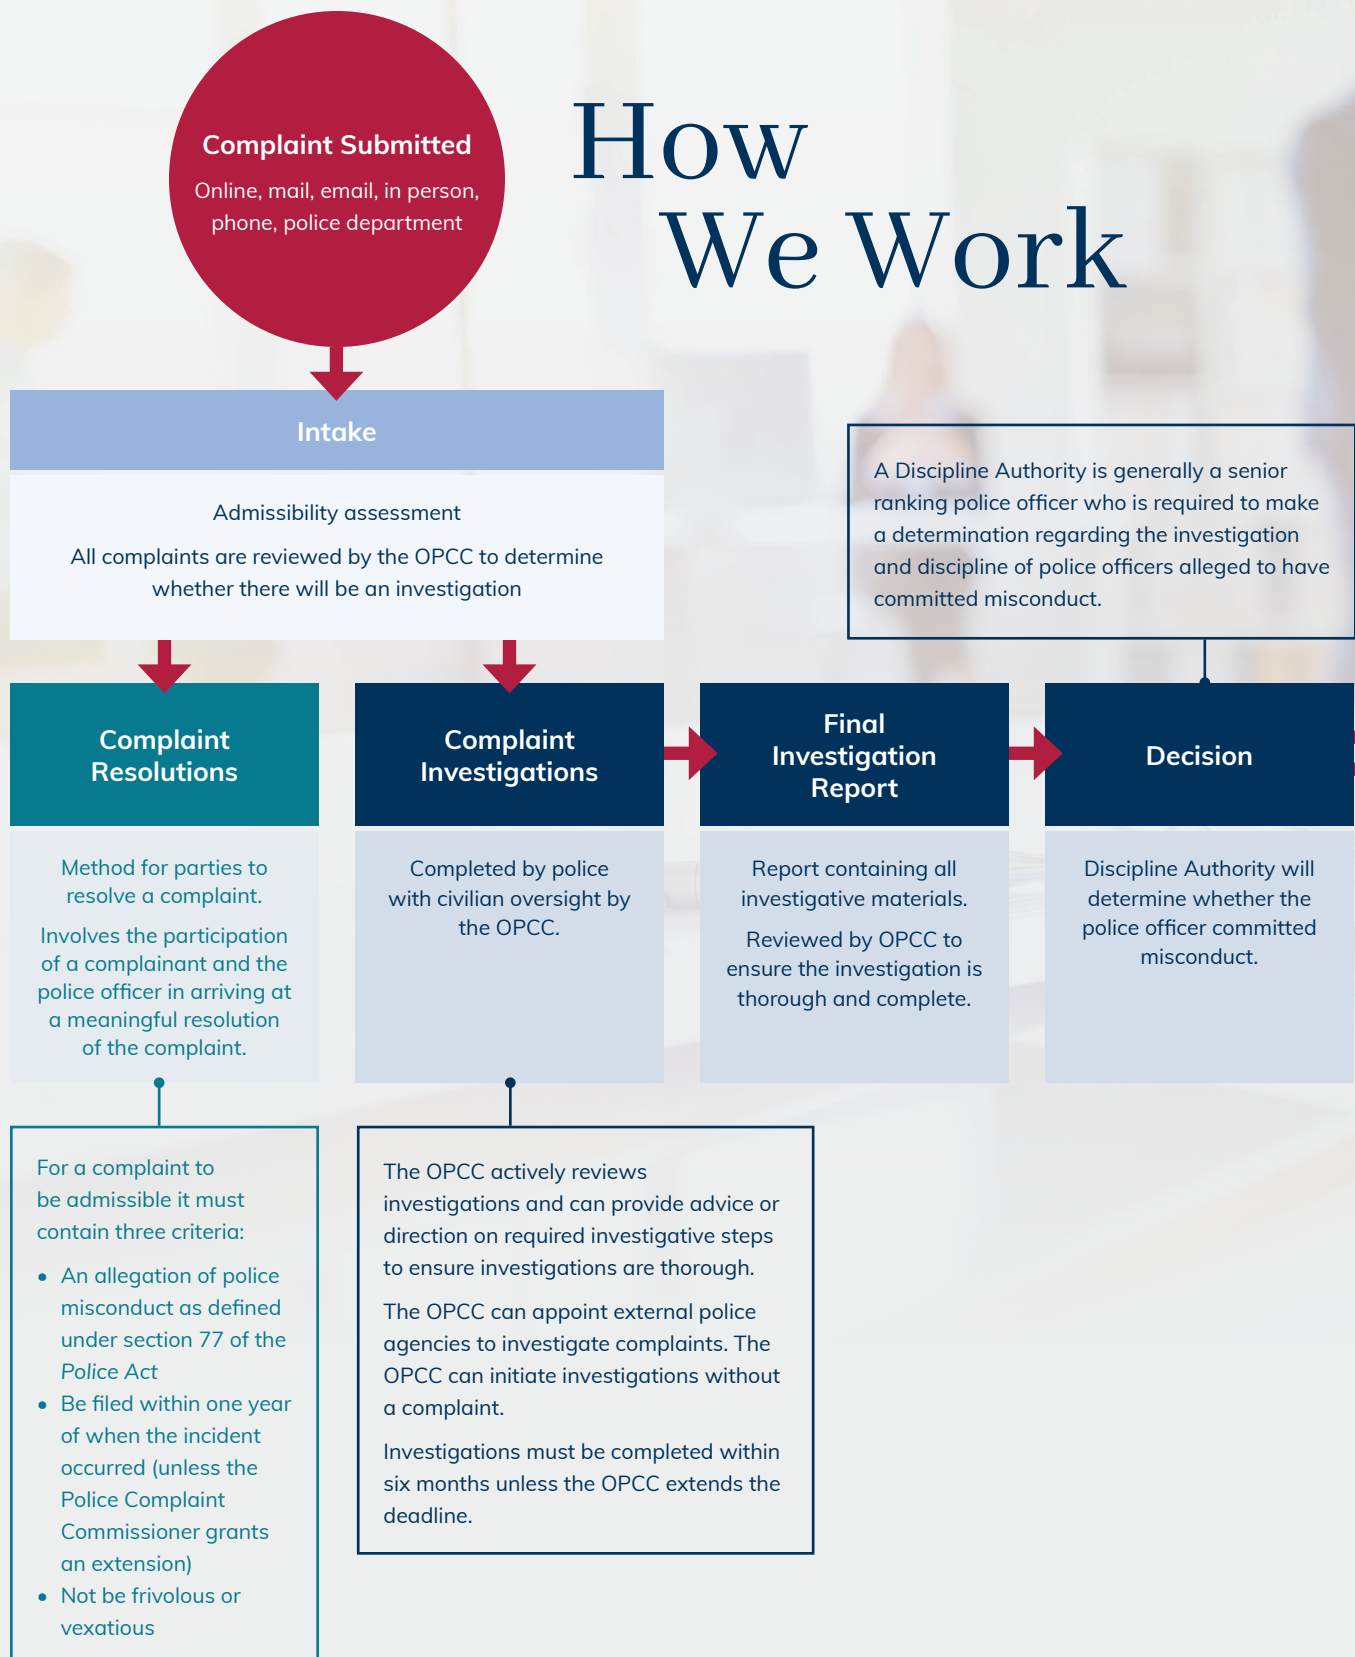 Complaint Submitted
Online, mail, email, in person,
phone, police department
How
We Work
Intake
Admissibility assessment
All complaints are reviewed by the OPCC to determine
whether there will be an investigation
A Discipline Authority is generally a senior
ranking police officer who is required to make
a determination regarding the investigation
and discipline of police officers alleged to have
committed misconduct.
Complaint
Resolutions
Method for parties to
resolve a complaint.
Involves the participation
of a complainant and the
police officer in arriving at
a meaningful resolution
of the complaint.
Complaint
Investigations
Completed by police
with civilian oversight by
the OPCC.
Final
Investigation
Report
Report containing all
investigative materials.
Reviewed by OPCC to
ensure the investigation is
thorough and complete.
Decision
Discipline Authority will
determine whether the
police officer committed
misconduct.
For a complaint to
be admissible it must
contain three criteria:
• An allegation of police
misconduct as defined
under section 77 of the
Police Act
• Be filed within one year
of when the incident
occurred (unless the
Police Complaint
Commissioner grants
an extension)
• Not be frivolous or
vexatious
The OPCC actively reviews
investigations and can provide advice or
direction on required investigative steps
to ensure investigations are thorough.
The OPCC can appoint external police
agencies to investigate complaints. The
OPCC can initiate investigations without
a complaint.
Investigations must be completed within
six months unless the OPCC extends the
deadline.